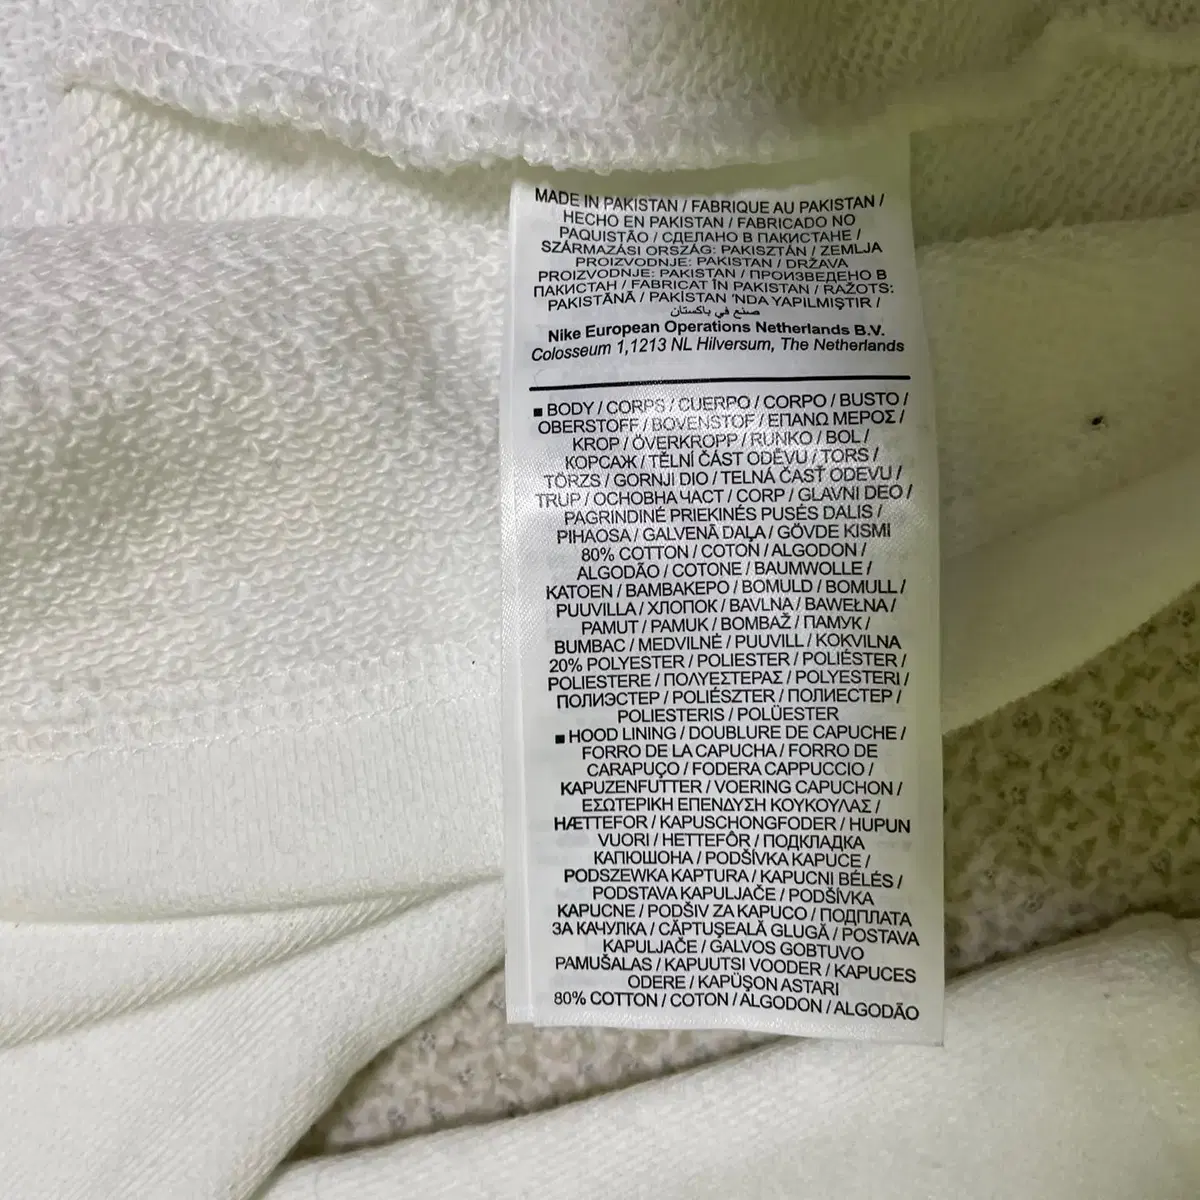 MADE IN PAKISTAN / FABRIQUE AU PAKISTAN /
HECHO EN PAKISTAN / FABRICADO NO
PAQUISTÃO / СДЕЛАНО В ПАКИСТАНЕ /
SZÁRMAZÁSI ORSZÁG: PAKISZTÁN / ZEMLJA
PROIZVODNJE: PAKISTAN / DRŽAVA
PROIZVODNJE: PAKISTAN / ПРОИЗВЕДЕНО В
ПАКИСТАН / FABRICAT ÎN PAKISTAN / RAŽOTS:
PAKISTĀNĀ / PAKİSTAN 'NDA YAPILMIŞTIR /
صنع في باكستان
Nike European Operations Netherlands B.V.
Colosseum 1,1213 NL Hilversum, The Netherlands
■ BODY / CORPS / CUERPO / CORPO / BUSTO /
OBERSTOFF / BOVENSTOF / ΕΠΑΝΩ ΜΕΡΟΣ /
KROP / ÖVERKROPP / RUNKO / BOL /
КОРСАЖ / TĚLNÍ ČÁST ODĚVU / TORS /
TÖRZS / GORNJI DIO / TELNÁ ČASŤ ODEVU /
TRUP / ОСНОВНА ЧАСТ / CORP / GLAVNI DEO /
PAGRINDINĖ PRIEKINĖS PUSĖS DALIS /
PIHAOSA / GALVENĀ DAĻA / GÖVDE KISMI
80% COTTON / COTON / ALGODON /
ALGODÃO / COTONE / BAUMWOLLE /
KATOEN / ΒΑΜΒΑΚΕΡΟ / BOMULD / BOMULL /
PUUVILLA / ХЛОПОК / BAVLNA / BAWEŁNA /
PAMUT / PAMUK / BOMBAŽ / ПАМУК /
BUMBAC / MEDVILNĖ / PUUVILL / KOKVILNA
20% POLYESTER / POLIESTER / POLIÉSTER /
POLIESTERE / ΠΟΛΥΕΣΤΕΡΑΣ / POLYESTERI /
ПОЛИЭСТЕР / POLIÉSZTER / ПОЛИЕСТЕР /
POLIESTERIS / POLÜESTER
■ HOOD LINING / DOUBLURE DE CAPUCHE /
FORRO DE LA CAPUCHA / FORRO DE
CARAPUÇO / FODERA CAPPUCCIO /
KAPUZENFUTTER / VOERING CAPUCHON /
ΕΣΩΤΕΡΙΚΗ ΕΠΕΝΔΥΣΗ ΚΟΥΚΟΥΛΑΣ /
HÆTTEFOR / KAPUSCHONGFODER / HUPUN
VUORI / HETTEFÔR / ПОДКЛАДКА
КАПЮШОНА / PODŠÍVKA KAPUCE /
PODSZEWKA KAPTURA / KAPUCNI BÉLÉS /
PODSTAVA KAPULJAČE / PODŠÍVKA
KAPUCNE / PODŠIV ZA KAPUCO / ПОДПЛАТА
ЗА КАЧУЛКА / CĂPTUŞEALĂ GLUGĂ / POSTAVA
KAPULJAČE / GALVOS GOBTUVO
PAMUŠALAS / KAPUUTSI VOODER / KAPUCES
ODERE / KAPÜŞON ASTARI
80% COTTON / COTON / ALGODON / ALGODÃO